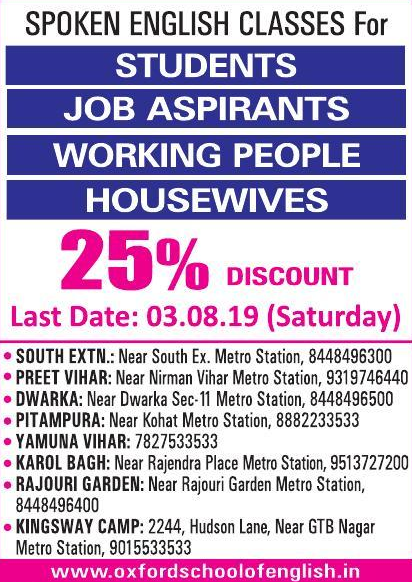 SPOKEN ENGLISH CLASSES For
STUDENTS
JOB ASPIRANTS
WORKING PEOPLE
HOUSEWIVES
25% DISCOUNT
Last Date: 03.08.19 (Saturday)
• SOUTH EXTN.: Near South Ex. Metro Station, 8448496300
• PREET VIHAR: Near Nirman Vihar Metro Station, 9319746440
• DWARKA: Near Dwarka Sec-11 Metro Station, 8448496500
• PITAMPURA: Near Kohat Metro Station, 8882233533
• YAMUNA VIHAR: 7827533533
• KAROL BAGH: Near Rajendra Place Metro Station, 9513727200
• RAJOURI GARDEN: Near Rajouri Garden Metro Station,
8448496400
• KINGSWAY CAMP: 2244, Hudson Lane, Near GTB Nagar
Metro Station, 9015533533
www.oxfordschoolofenglish.in